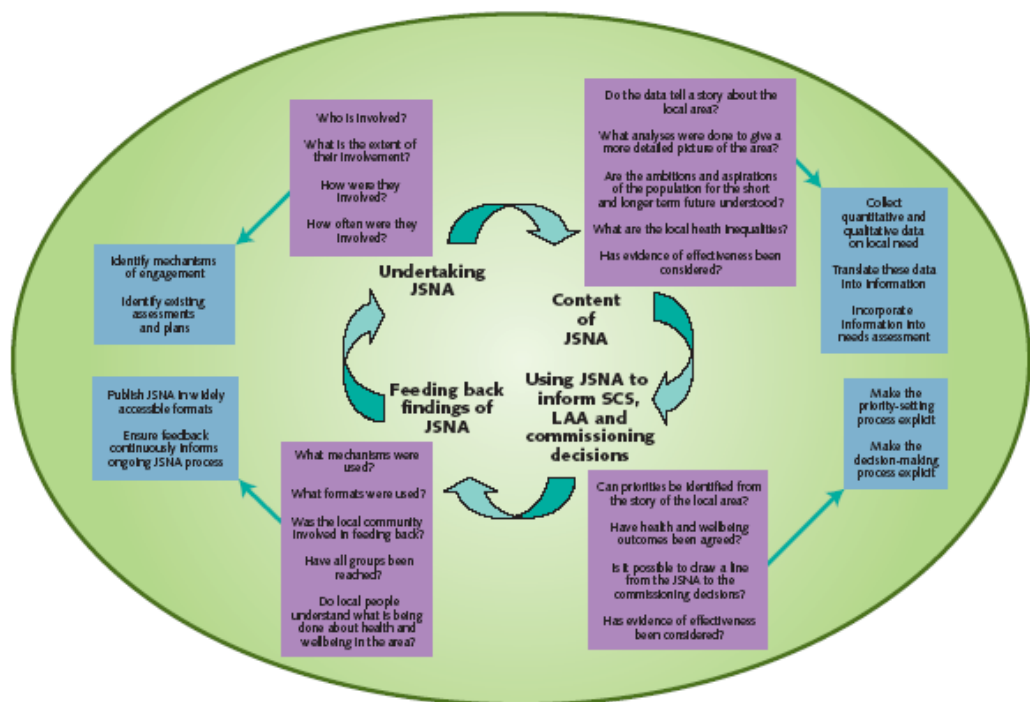 Who is involved?
What is the extent of
their involvement?
How were they
involved?
How often were they
involved?
Do the data tell a story about the
local area?
What analyses were done to give a
more detailed picture of the area?
Are the ambitions and aspirations
of the population for the short
and longer term future understood?
What are the local heath inequalities?
Has evidence of effectiveness been
considered?
Identify mechanisms
of engagement
Identify existing
assessments
and plans
Collect
quantitative and
qualitative data
on local need
Translate these data
into information
Incorporate
information into
needs assessment
Undertaking
JSNA
Content
of
JSNA
Using JSNA to
inform SCS,
LAA and
commissioning
decisions
Feeding back
findings of
JSNA
Publish JSNA in widely
accessible formats
Ensure feedback
continuously informs
ongoing JSNA process
Make the
priority-setting
process explicit
Make the
decision-making
process explicit
What mechanisms were
used?
What formats were used?
Was the local community
involved in feeding back?
Have all groups been
reached?
Do local people
understand what is being
done about health and
wellbeing in the area?
Can priorities be identified from
the story of the local area?
Have health and wellbeing
outcomes been agreed?
Is it possible to draw a line
from the JSNA to the
commissioning decisions?
Has evidence of effectiveness
been considered?